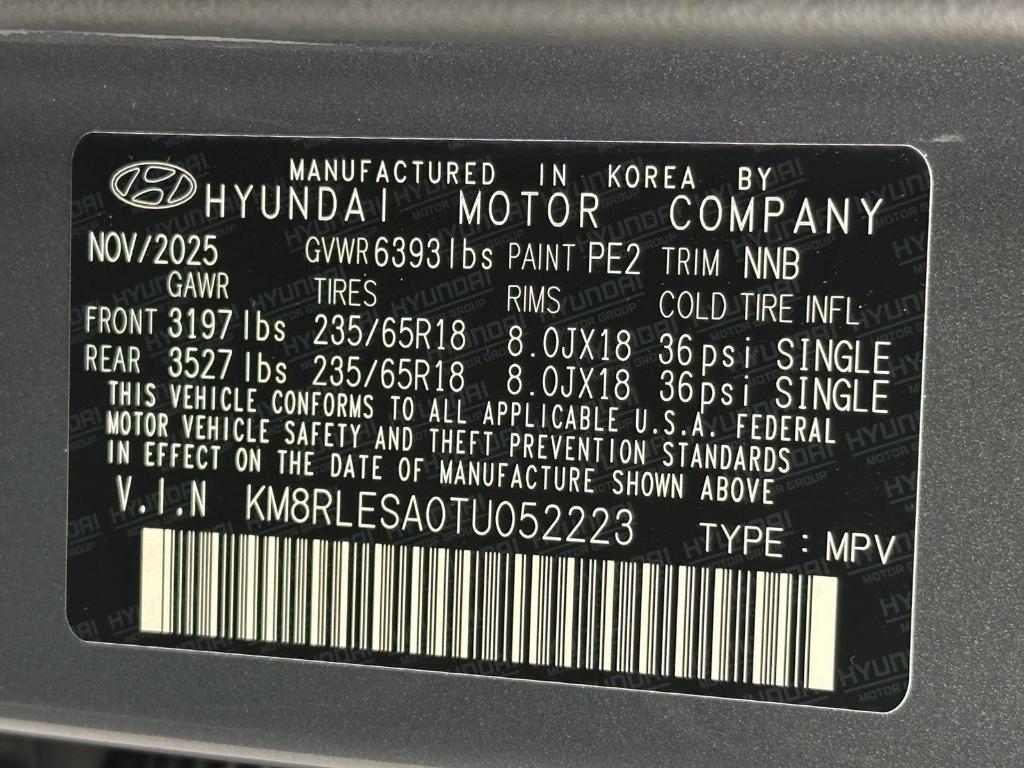 MANUFACTURED IN KOREA BY
HYUNDAI MOTOR COMPANY
NOV/2025 GVWR 6393lbs PAINT PE2 TRIM NNB
GAWR TIRES RIMS COLD TIRE INFL
FRONT 3197lbs 235/65R18 8.0JX18 36psi SINGLE
REAR 3527lbs 235/65R18 8.0JX18 36psi SINGLE
THIS VEHICLE CONFORMS TO ALL APPLICABLE U.S.A. FEDERAL
MOTOR VEHICLE SAFETY AND THEFT PREVENTION STANDARDS
IN EFFECT ON THE DATE OF MANUFACTURE SHOWN ABOVE
V.I.N KM8RLESA0TU052223 TYPE : MPV